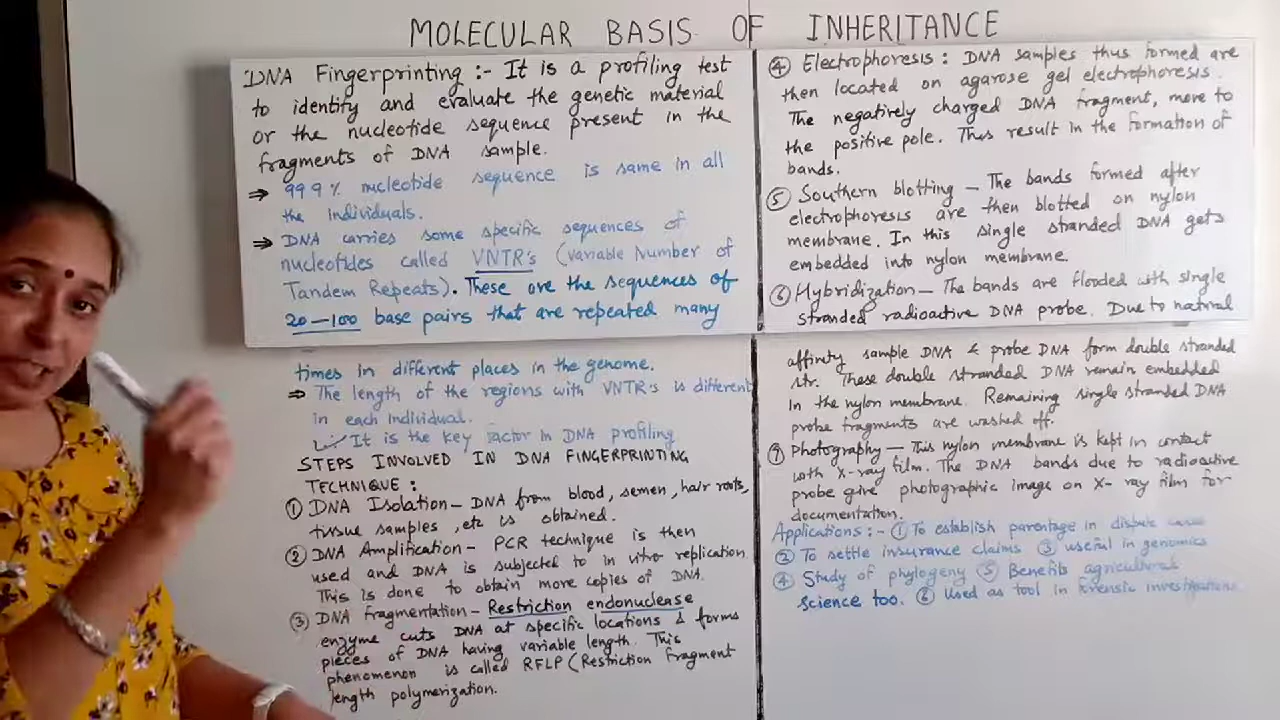 MOLECULAR BASIS OF INHERITANCE
DNA Fingerprinting :- It is a profiling test
to identify and evaluate the genetic material
or the nucleotide sequence present in the
fragments of DNA sample.
⇒ 99.9% nucleotide sequence is same in all
the individuals.
⇒ DNA carries some specific sequences of
nucleotides called VNTR's (Variable Number of
Tandem Repeats). These are the sequences of
20-100 base pairs that are repeated many
times in different places in the genome.
⇒ The length of the regions with VNTR's is different
in each individual.
It is the key factor in DNA profiling
STEPS INVOLVED IN DNA FINGERPRINTING
TECHNIQUE :
① DNA Isolation - DNA from blood, semen, hair roots,
tissue samples, etc is obtained.
② DNA Amplification - PCR technique is then
used and DNA is subjected to in vitro replication
This is done to obtain more copies of DNA.
③ DNA fragmentation - Restriction endonuclease
enzyme cuts DNA at specific locations & forms
pieces of DNA having variable length. This
phenomenon is called RFLP (Restriction fragment
length polymerization.
④ Electrophoresis : DNA samples thus formed are
then located on agarose gel electrophoresis.
The negatively charged DNA fragment, move to
the positive pole. Thus result in the formation of
bands.
⑤ Southern blotting - The bands formed after
electrophoresis are then blotted on nylon
membrane. In this single stranded DNA gets
embedded into nylon membrane.
⑥ Hybridization - The bands are flooded with single
stranded radioactive DNA probe. Due to natural
affinity sample DNA & probe DNA form double stranded
str. These double stranded DNA remain embedded
in the nylon membrane. Remaining single stranded DNA
probe fragments are washed off.
⑦ Photography - This nylon membrane is kept in contact
with X-ray film. The DNA bands due to radioactive
probe give photographic image on X-ray film for
documentation.
Applications :- ① To establish parentage in dispute cases
② To settle insurance claims ③ useful in genomics
④ Study of phylogeny ⑤ Benefits agricultural
science too. ⑥ Used as tool in forensic investigations